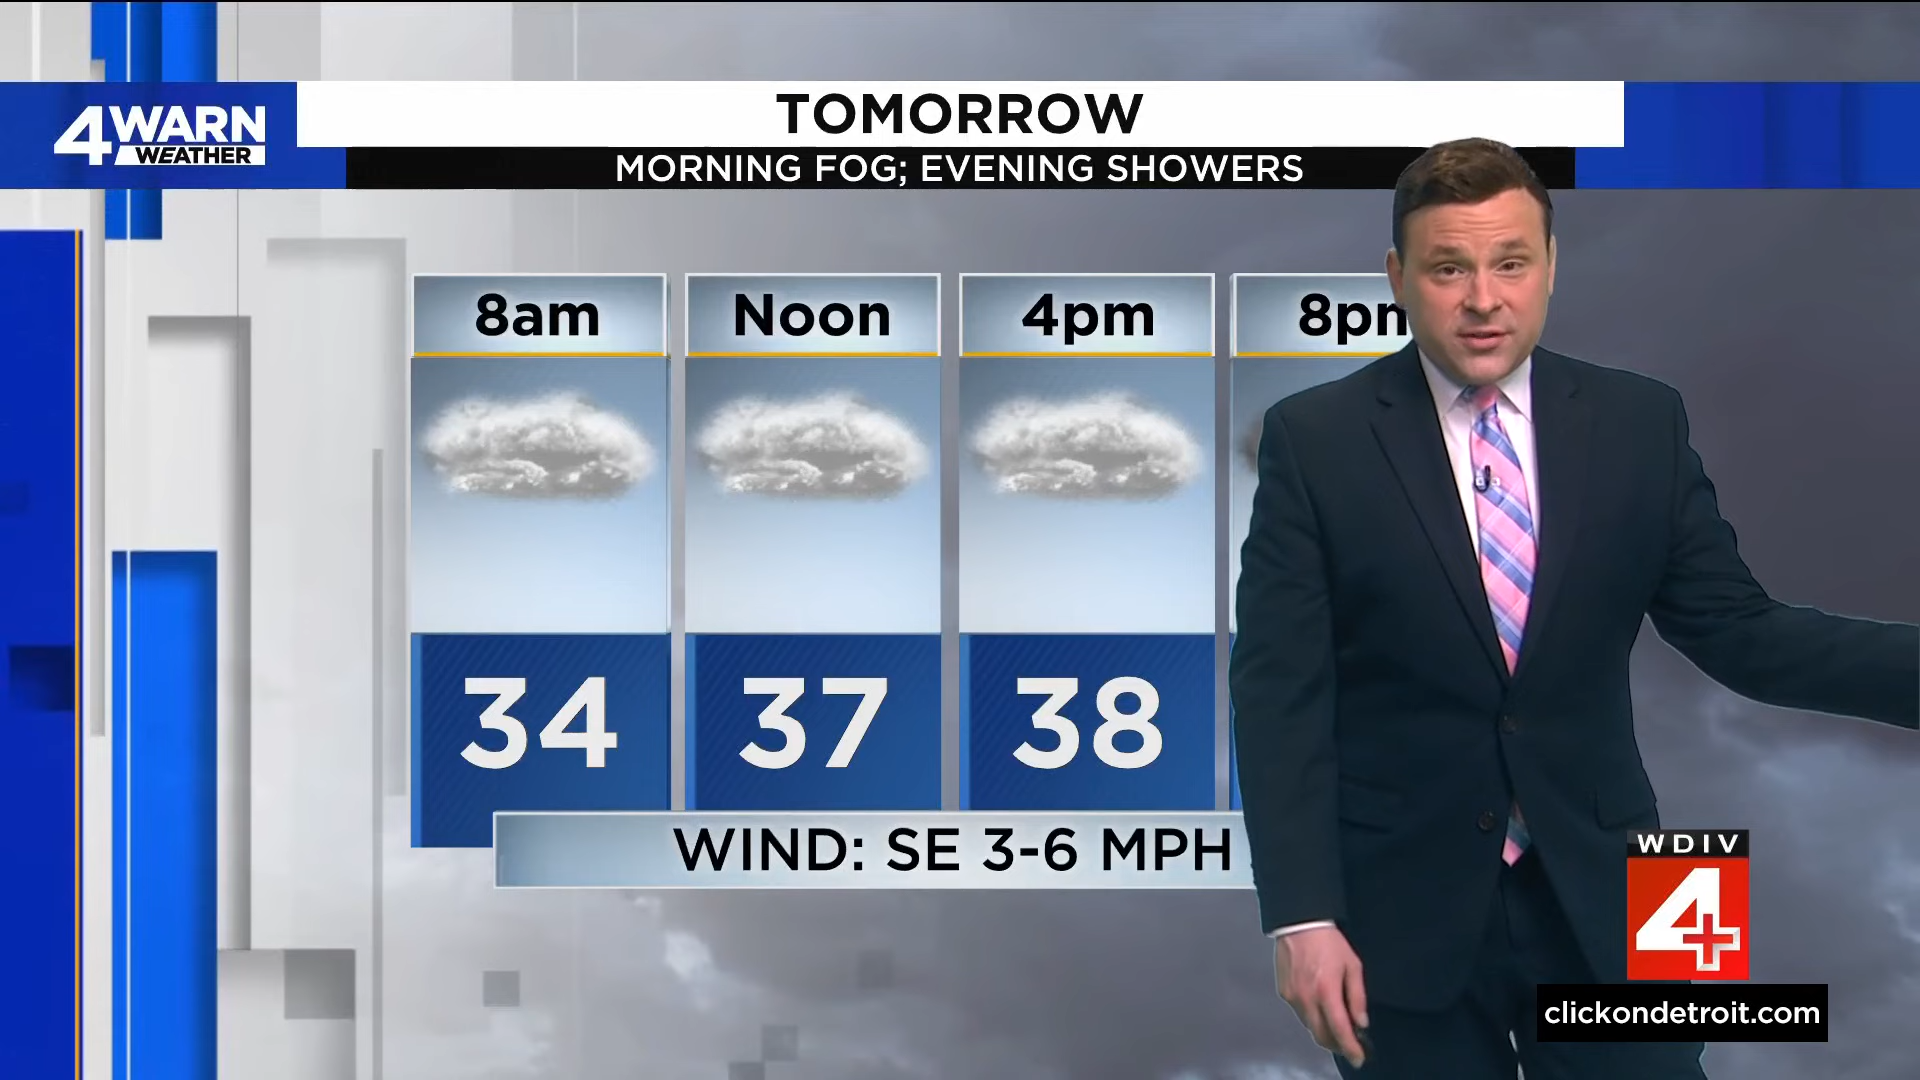 TOMORROW
4WARN
WEATHER
MORNING FOG; EVENING SHOWERS
8am
Noon
4pm
34
37
38
WIND: SE 3-6 MPH
WDIV
4
clickondetroit.com